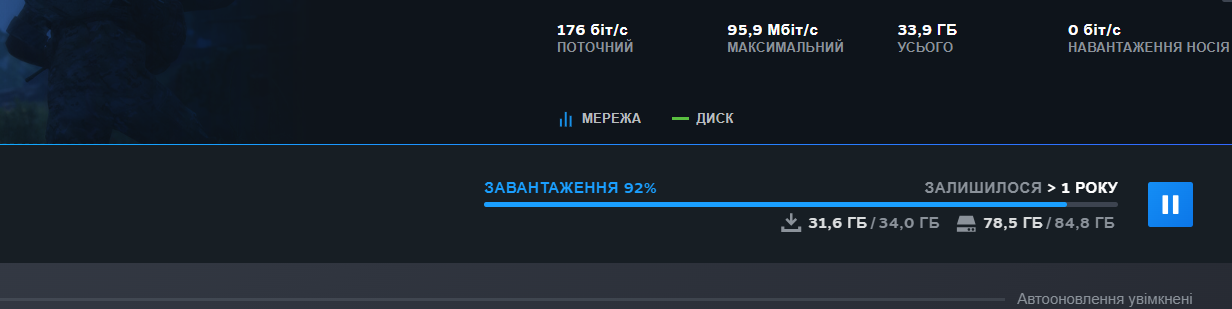 176 біт/с 95,9 Мбіт/с 33,9 ГБ 0 біт/с
ПОТОЧНИЙ МАКСИМАЛЬНИЙ УСЬОГО НАВАНТАЖЕННЯ НОСІЯ
МЕРЕЖА ДИСК
ЗАВАНТАЖЕННЯ 92% ЗАЛИШИЛОСЯ > 1 РОКУ
31,6 ГБ / 34,0 ГБ 78,5 ГБ / 84,8 ГБ
Автооновлення увімкнені